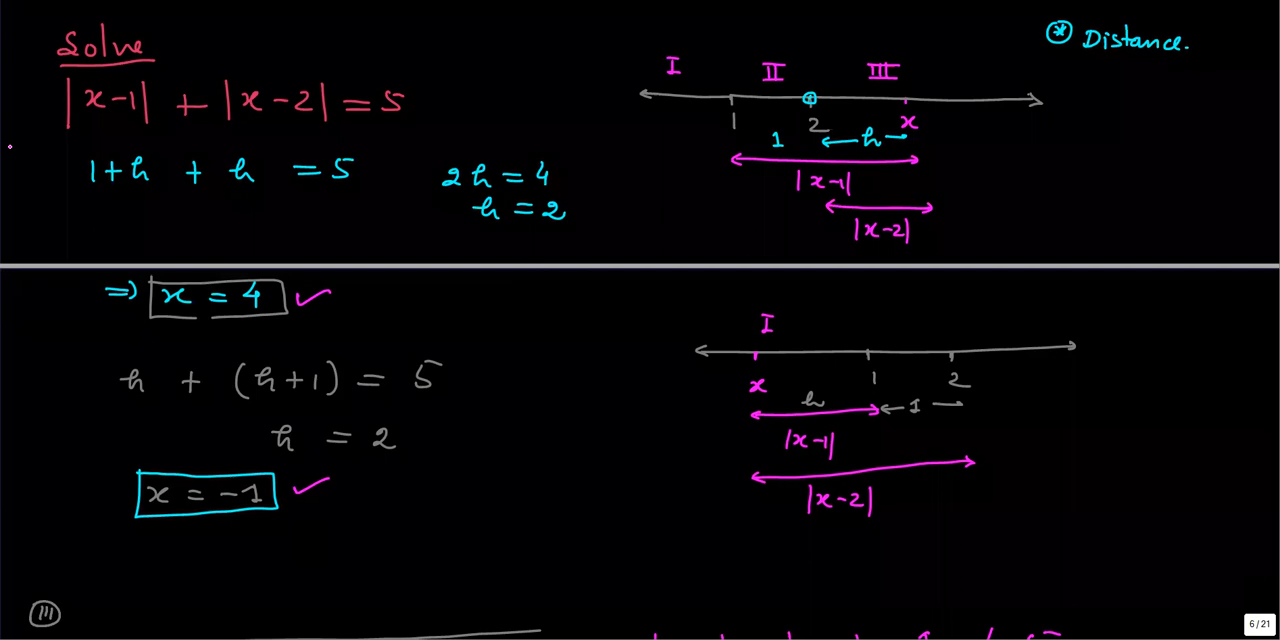 Solve
|x-1| + |x-2| = 5
1+h + h = 5
2h = 4
h = 2
* Distance.
I II III
1 2 x
1 h
|x-1|
|x-2|
⇒ x = 4 ✓
h + (h+1) = 5
h = 2
x = -1 ✓
I
x 1 2
h 1
|x-1|
|x-2|
III
6 / 21